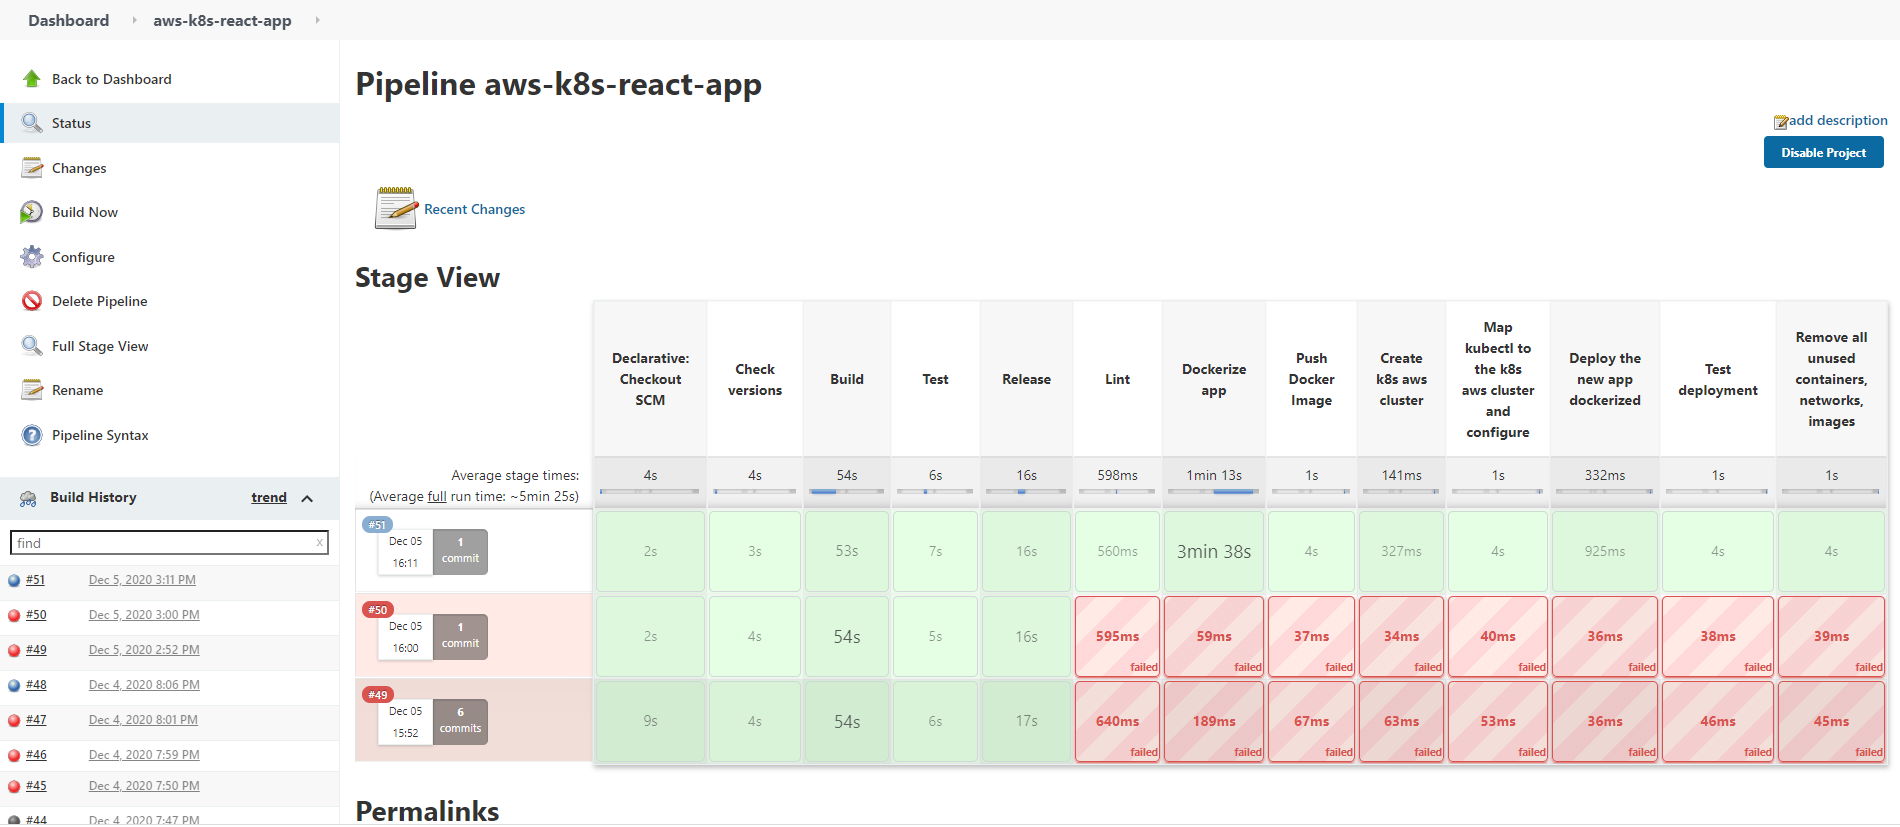 Dashboard aws-k8s-react-app
Back to Dashboard
Status
Changes
Build Now
Configure
Delete Pipeline
Full Stage View
Rename
Pipeline Syntax
Build History trend
find x
#51 Dec 5, 2020 3:11 PM
#50 Dec 5, 2020 3:00 PM
#49 Dec 5, 2020 2:52 PM
#48 Dec 4, 2020 8:06 PM
#47 Dec 4, 2020 8:01 PM
#46 Dec 4, 2020 7:59 PM
#45 Dec 4, 2020 7:50 PM
#44 Dec 4, 2020 7:47 PM
Pipeline aws-k8s-react-app
add description
Disable Project
Recent Changes
Stage View
Declarative:
Checkout
SCM
Check
versions
Build
Test
Release
Lint
Dockerize
app
Push
Docker
Image
Create
k8s aws
cluster
Map
kubectl to
the k8s
aws cluster
and
configure
Deploy the
new app
dockerized
Test
deployment
Remove all
unused
containers,
networks,
images
Average stage times:
(Average full run time: ~5min 25s)
4s 4s 54s 6s 16s 598ms 1min 13s 1s 141ms 1s 332ms 1s 1s
#51
Dec 05
16:11
1
commit
2s 3s 53s 7s 16s 560ms 3min 38s 4s 327ms 4s 925ms 4s 4s
#50
Dec 05
16:00
1
commit
2s 4s 54s 5s 16s 595ms 59ms 37ms 34ms 40ms 36ms 38ms 39ms
failed failed failed failed failed failed failed failed
#49
Dec 05
15:52
6
commits
9s 4s 54s 6s 17s 640ms 189ms 67ms 63ms 53ms 36ms 46ms 45ms
failed failed failed failed failed failed failed failed
Permalinks